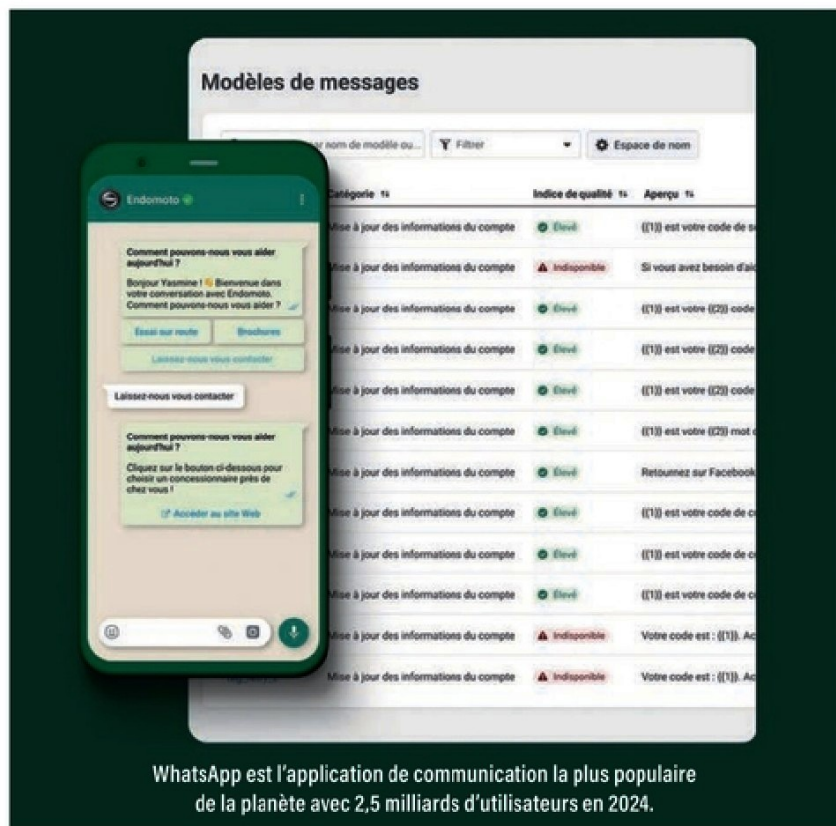 Modèles de messages
par nom de modèle ou... Filtrer Espace de nom
Catégorie Indice de qualité Aperçu
Mise à jour des informations du compte Élevé {{1}} est votre code de
Mise à jour des informations du compte Indisponible Si vous avez besoin d'aid
Mise à jour des informations du compte Élevé {{1}} est votre {{2}} code
Mise à jour des informations du compte Élevé {{1}} est votre {{2}} code
Mise à jour des informations du compte Élevé {{1}} est votre {{2}} code
Mise à jour des informations du compte Élevé {{1}} est votre {{2}} mot
Mise à jour des informations du compte Élevé Retournez sur Facebook
Mise à jour des informations du compte Élevé {{1}} est votre code de
Mise à jour des informations du compte Élevé {{1}} est votre code de
Mise à jour des informations du compte Élevé {{1}} est votre code de
Mise à jour des informations du compte Indisponible Votre code est : {{1}}. Ac
Mise à jour des informations du compte Indisponible Votre code est : {{1}}. Ac
Endomoto
Comment pouvons-nous vous aider
aujourd'hui ?
Bonjour Yasmine ! 👋 Bienvenue dans
votre conversation avec Endomoto.
Comment pouvons-nous vous aider ?
Essai sur route Brochures
Laissez-nous vous contacter
Laissez-nous vous contacter
Comment pouvons-nous vous aider
aujourd'hui ?
Cliquez sur le bouton ci-dessous pour
choisir un concessionnaire près de
chez vous !
Accéder au site Web
WhatsApp est l'application de communication la plus populaire
de la planète avec 2,5 milliards d'utilisateurs en 2024.